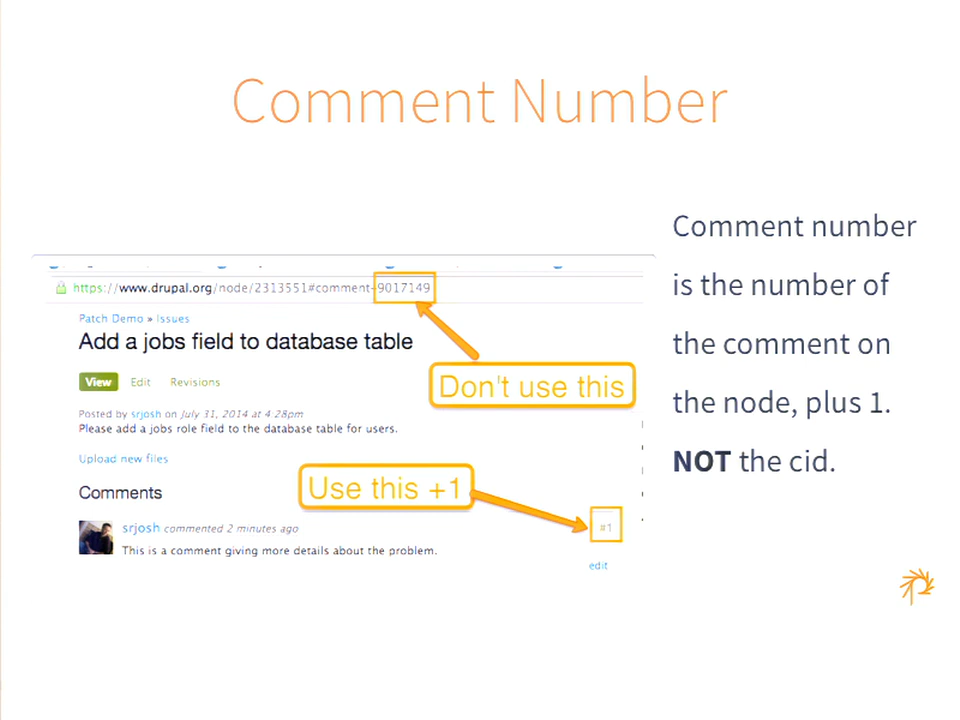 Comment Number
Comment number
is the number of
the comment on
the node, plus 1.
NOT the cid.
https://www.drupal.org/node/2313551#comment-9017149
Patch Demo » Issues
Add a jobs field to database table
Don't use this
View Edit Revisions
Posted by srjosh on July 31, 2014 at 4:28pm
Please add a jobs role field to the database table for users.
Upload new files
Comments
Use this +1
srjosh commented 2 minutes ago
#1
This is a comment giving more details about the problem.
edit